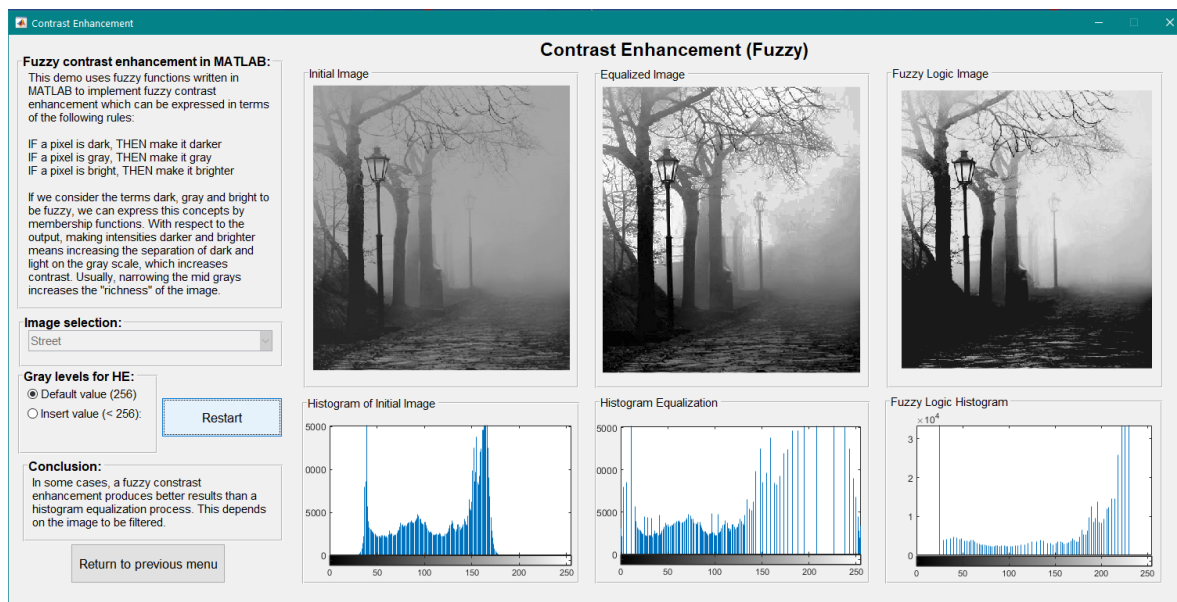 Contrast Enhancement
Contrast Enhancement (Fuzzy)
Fuzzy contrast enhancement in MATLAB:
This demo uses fuzzy functions written in
MATLAB to implement fuzzy contrast
enhancement which can be expressed in terms
of the following rules:
IF a pixel is dark, THEN make it darker
IF a pixel is gray, THEN make it gray
IF a pixel is bright, THEN make it brighter
If we consider the terms dark, gray and bright to
be fuzzy, we can express this concepts by
membership functions. With respect to the
output, making intensities darker and brighter
means increasing the separation of dark and
light on the gray scale, which increases
contrast. Usually, narrowing the mid grays
increases the "richness" of the image.
Image selection:
Street
Gray levels for HE:
Default value (256)
Insert value (< 256):
Restart
Conclusion:
In some cases, a fuzzy constrast
enhancement produces better results than a
histogram equalization process. This depends
on the image to be filtered.
Return to previous menu
Initial Image
Equalized Image
Fuzzy Logic Image
Histogram of Initial Image
5000
0000
5000
0
0 50 100 150 200 250
Histogram Equalization
5000
0000
5000
0
0 50 100 150 200 250
Fuzzy Logic Histogram
×10^4
3
2
1
0
0 50 100 150 200 250